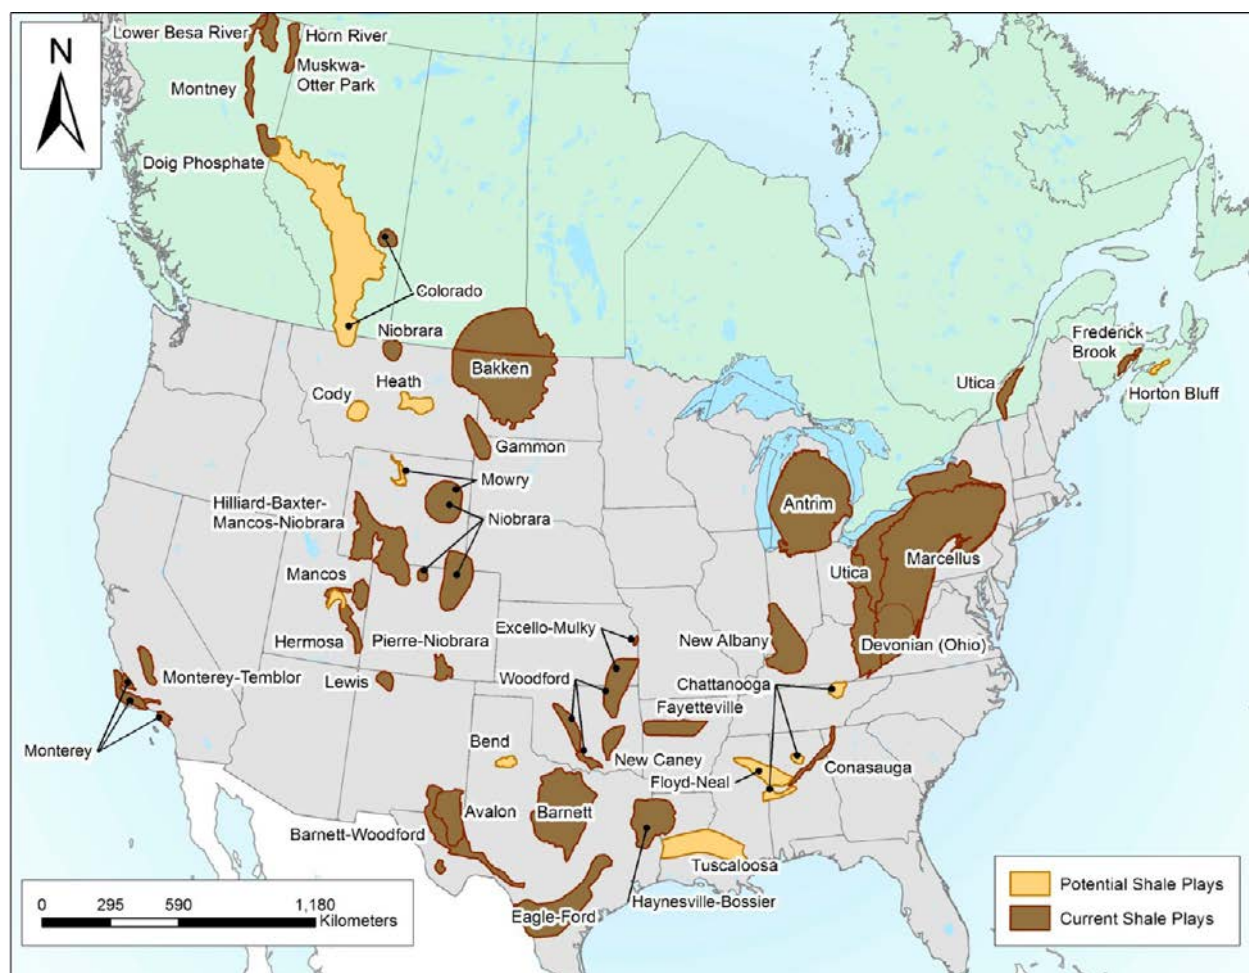 N
Lower Besa River
Horn River
Muskwa-
Otter Park
Montney
Doig Phosphate
Colorado
Niobrara
Bakken
Frederick
Brook
Utica
Horton Bluff
Heath
Cody
Gammon
Mowry
Antrim
Hilliard-Baxter-
Mancos-Niobrara
Niobrara
Marcellus
Utica
Mancos
Excello-Mulky
New Albany
Devonian (Ohio)
Hermosa
Pierre-Niobrara
Monterey-Temblor
Lewis
Woodford
Chattanooga
Fayetteville
Monterey
Bend
New Caney
Floyd-Neal
Conasauga
Avalon
Barnett
Barnett-Woodford
Tuscaloosa
Eagle-Ford
Haynesville-Bossier
0 295 590 1,180
Kilometers
Potential Shale Plays
Current Shale Plays